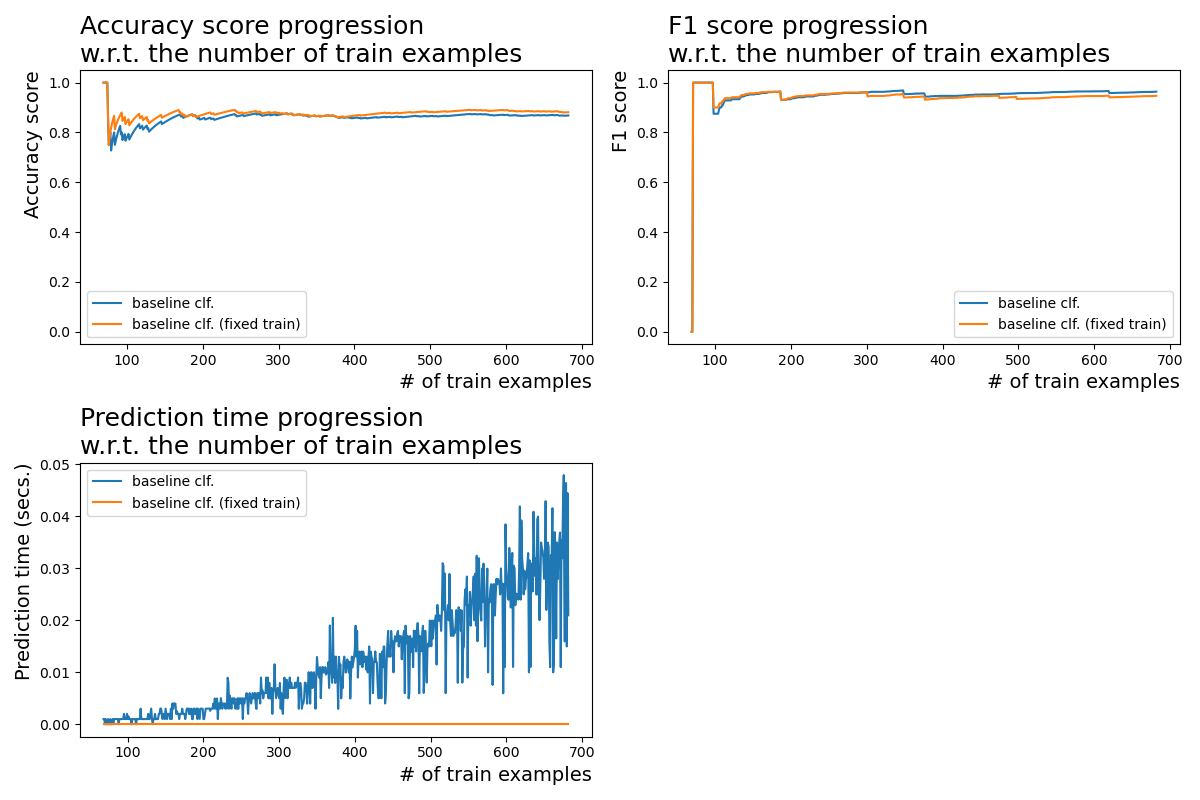 Accuracy score progression
w.r.t. the number of train examples
Accuracy score
1.0
0.8
0.6
0.4
0.2
0.0
baseline clf.
baseline clf. (fixed train)
100 200 300 400 500 600 700
# of train examples
F1 score progression
w.r.t. the number of train examples
F1 score
1.0
0.8
0.6
0.4
0.2
0.0
baseline clf.
baseline clf. (fixed train)
100 200 300 400 500 600 700
# of train examples
Prediction time progression
w.r.t. the number of train examples
Prediction time (secs.)
0.05
0.04
0.03
0.02
0.01
0.00
baseline clf.
baseline clf. (fixed train)
100 200 300 400 500 600 700
# of train examples